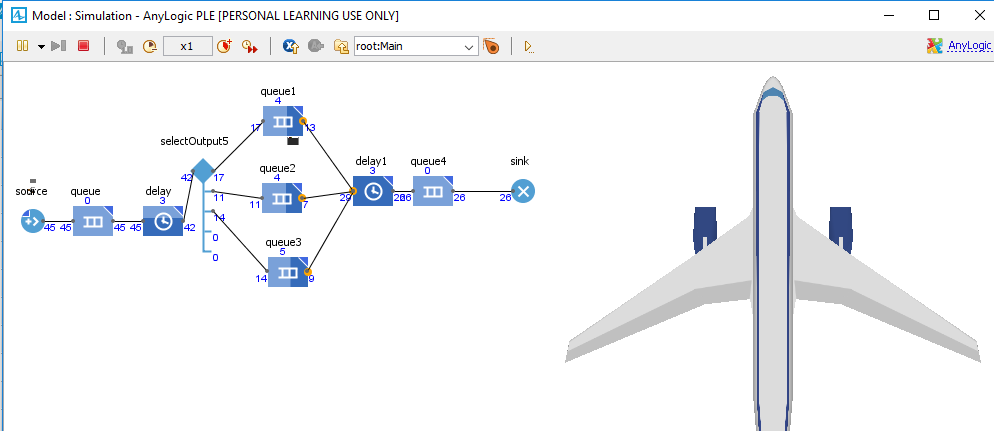 Model : Simulation - AnyLogic PLE [PERSONAL LEARNING USE ONLY]
x1
root:Main
AnyLogic
queue1
4
17
13
selectOutput5
42
17
queue2
4
11
11
7
14
0
0
queue3
5
14
9
source
45
queue
0
45
45
delay
3
45
42
delay1
3
29
26
queue4
0
26
26
sink
26